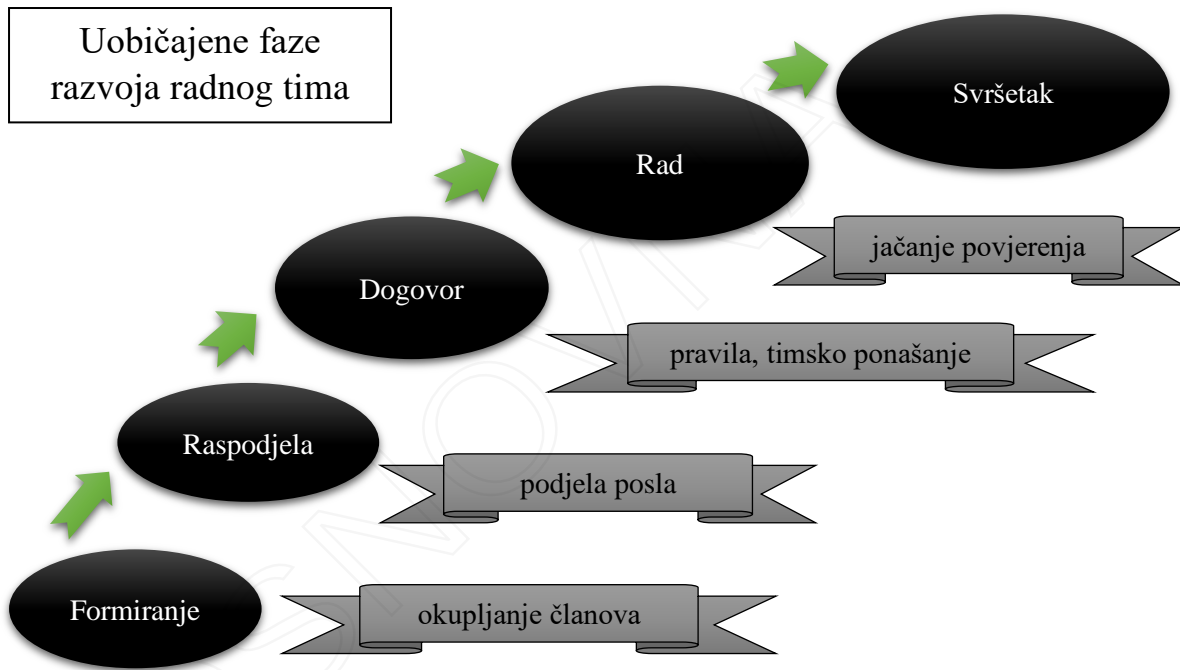 Uobičajene faze
razvoja radnog tima
Svršetak
Rad
jačanje povjerenja
Dogovor
pravila, timsko ponašanje
Raspodjela
podjela posla
Formiranje
okupljanje članova